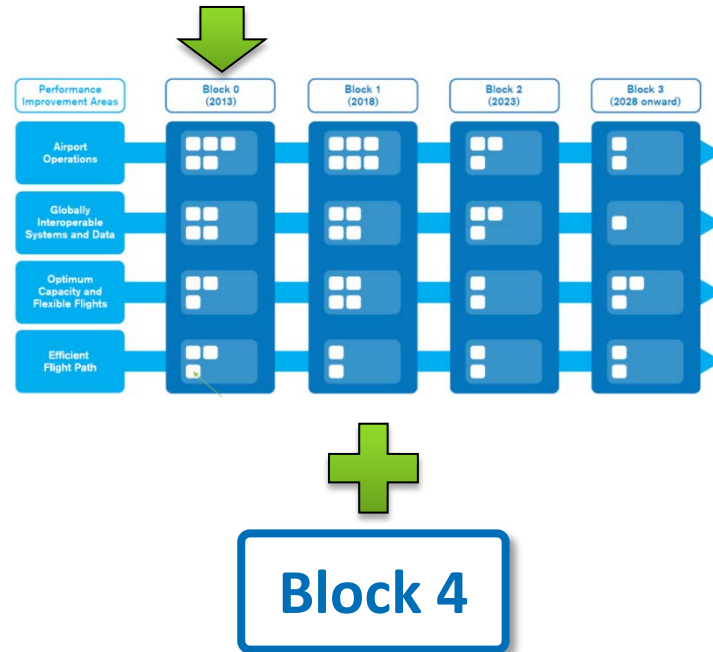 Performance
Improvement Areas
Block 0
(2013)
Block 1
(2018)
Block 2
(2023)
Block 3
(2028 onward)
Airport
Operations
Globally
Interoperable
Systems and Data
Optimum
Capacity and
Flexible Flights
Efficient
Flight Path
Block 4